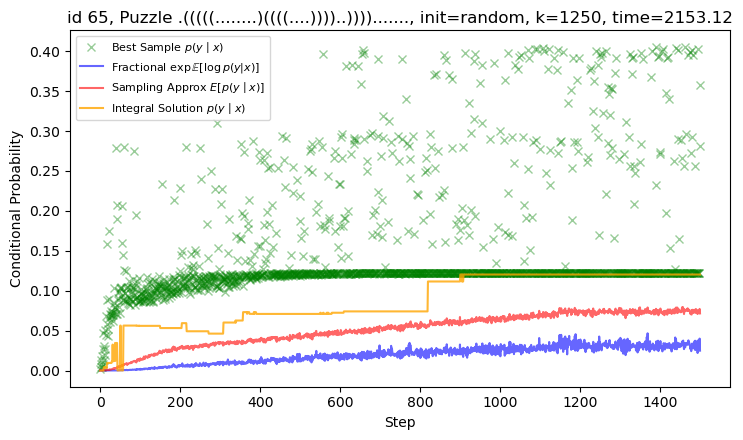 id 65, Puzzle .(((((........)((((....))))..))))......., init=random, k=1250, time=2153.12
Best Sample p(y | x)
Fractional exp𝔼[log p(y|x)]
Sampling Approx E[p(y | x)]
Integral Solution p(y | x)
Conditional Probability
0.40
0.35
0.30
0.25
0.20
0.15
0.10
0.05
0.00
0 200 400 600 800 1000 1200 1400
Step